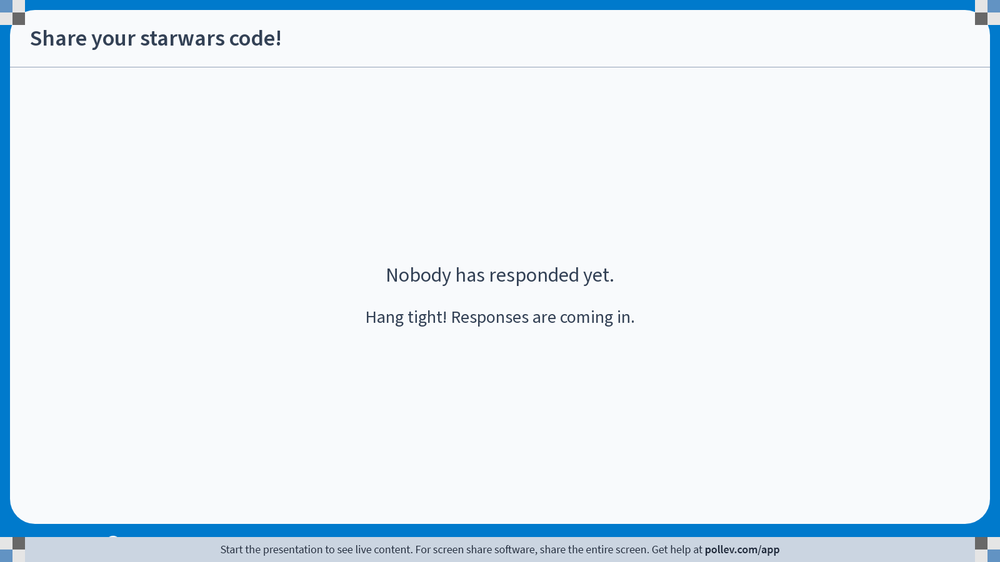 Share your starwars code!
Nobody has responded yet.
Hang tight! Responses are coming in.
Start the presentation to see live content. For screen share software, share the entire screen. Get help at pollev.com/app